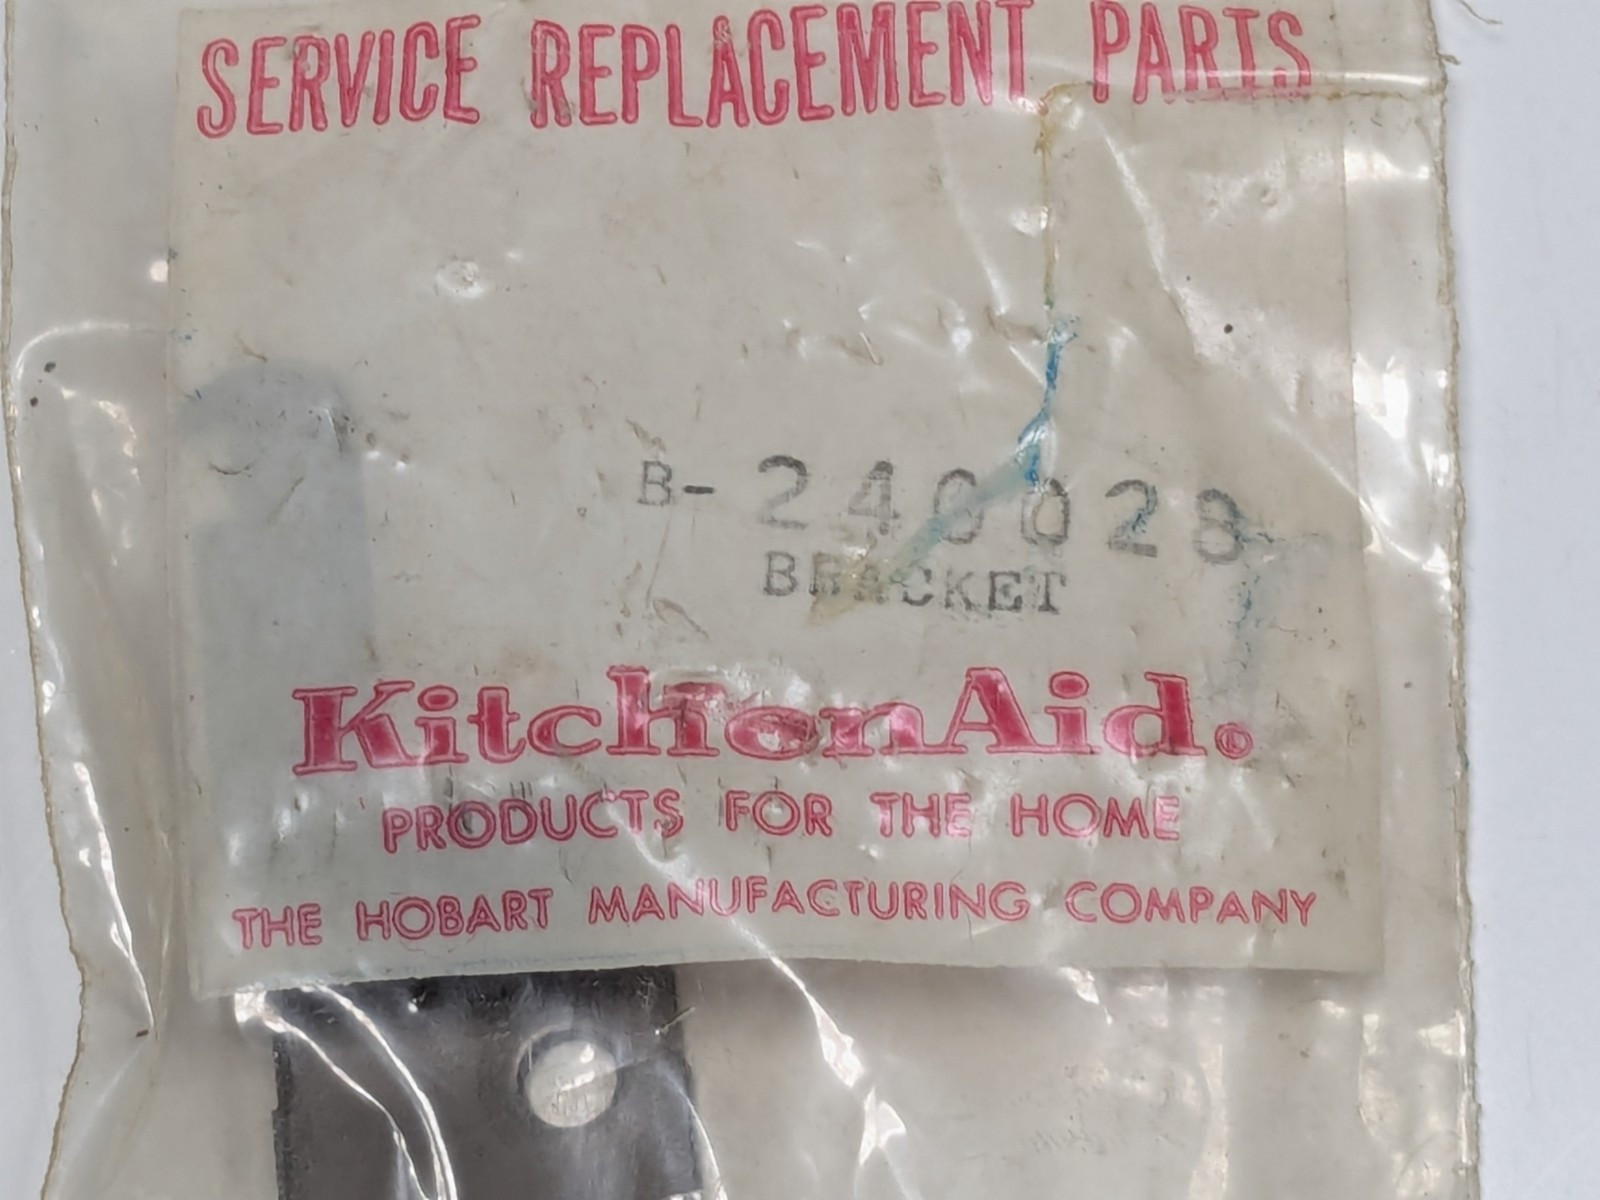 SERVICE REPLACEMENT PARTS
B-240028
BRACKET
KitchenAid.®
PRODUCTS FOR THE HOME
THE HOBART MANUFACTURING COMPANY